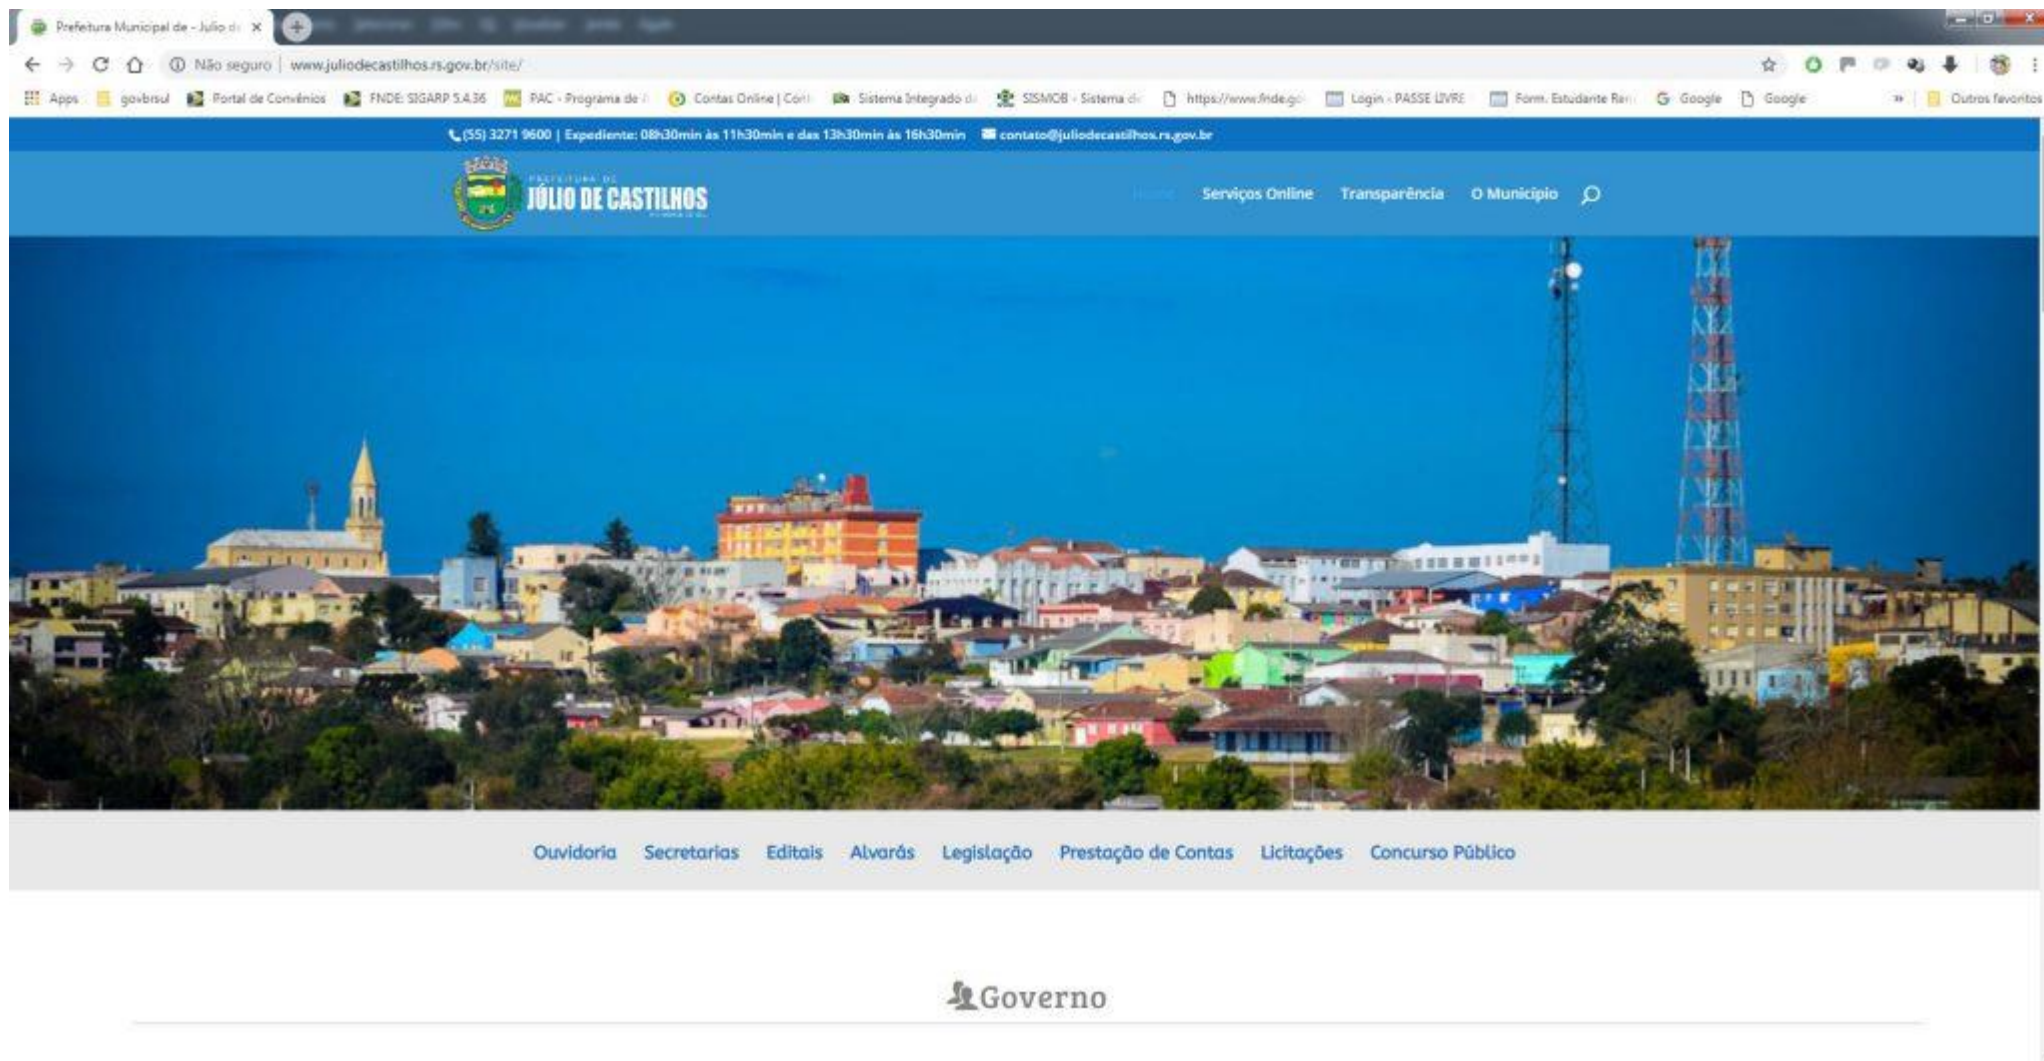 Prefeitura Municipal de - Julio d
Não seguro | www.juliodecastilhos.rs.gov.br/site/
Apps govbrsul Portal de Convênios FNDE: SIGARP 5.4.36 PAC - Programa de Contas Online | Cont Sistema Integrado d SISMOB - Sistema d https://www.fnde.go Login - PASSE LIVRE Form. Estudante Ren Google Google Outros favoritos
(55) 3271 9600 | Expediente: 08h30min às 11h30min e das 13h30min às 16h30min contato@juliodecastilhos.rs.gov.br
PREFEITURA DE
JÚLIO DE CASTILHOS
Home Serviços Online Transparência O Município
Ouvidoria Secretarias Editais Alvarás Legislação Prestação de Contas Licitações Concurso Público
Governo